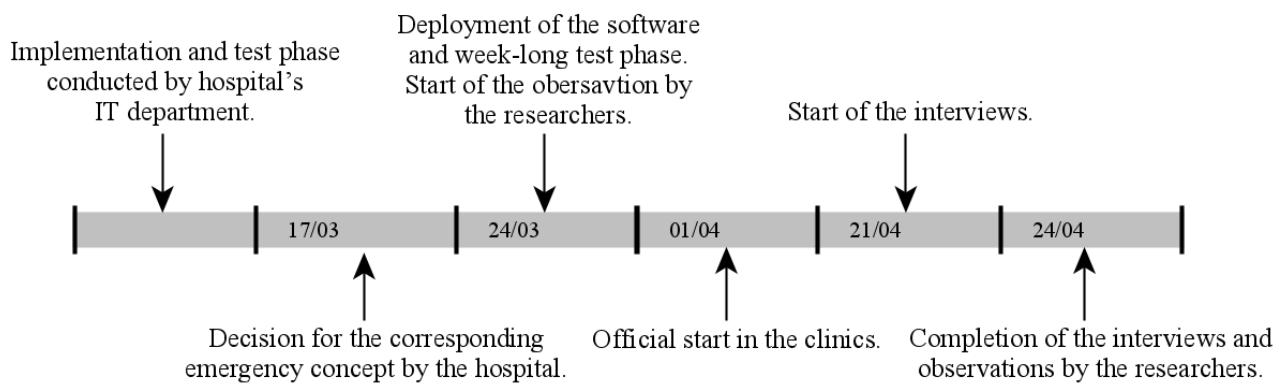 Implementation and test phase
conducted by hospital's
IT department.
Deployment of the software
and week-long test phase.
Start of the obersavtion by
the researchers.
Start of the interviews.
17/03
24/03
01/04
21/04
24/04
Decision for the corresponding
emergency concept by the hospital.
Official start in the clinics.
Completion of the interviews and
observations by the researchers.